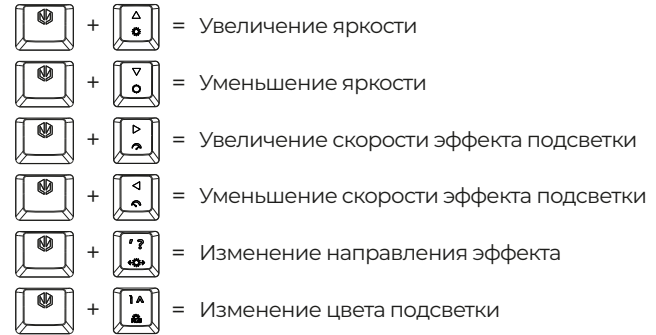 + = Увеличение яркости
+ = Уменьшение яркости
+ = Увеличение скорости эффекта подсветки
+ = Уменьшение скорости эффекта подсветки
+ ' ? = Изменение направления эффекта
+ = Изменение цвета подсветки